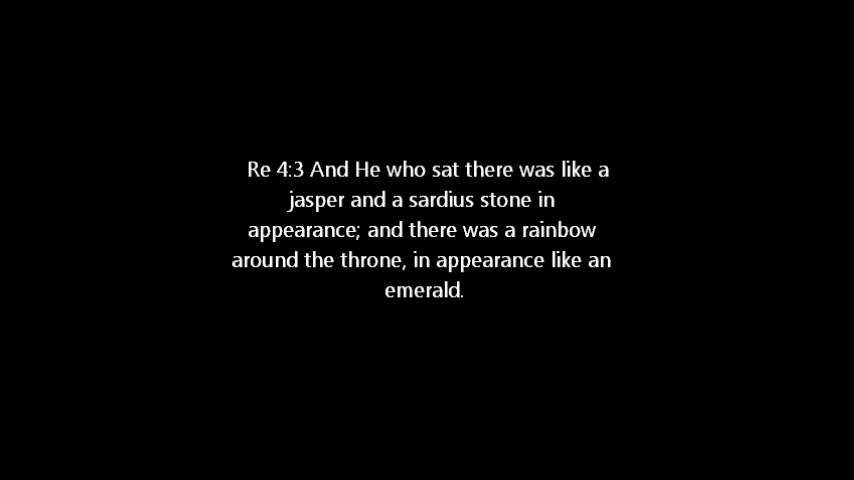 Re 4:3 And He who sat there was like a
jasper and a sardius stone in
appearance; and there was a rainbow
around the throne, in appearance like an
emerald.